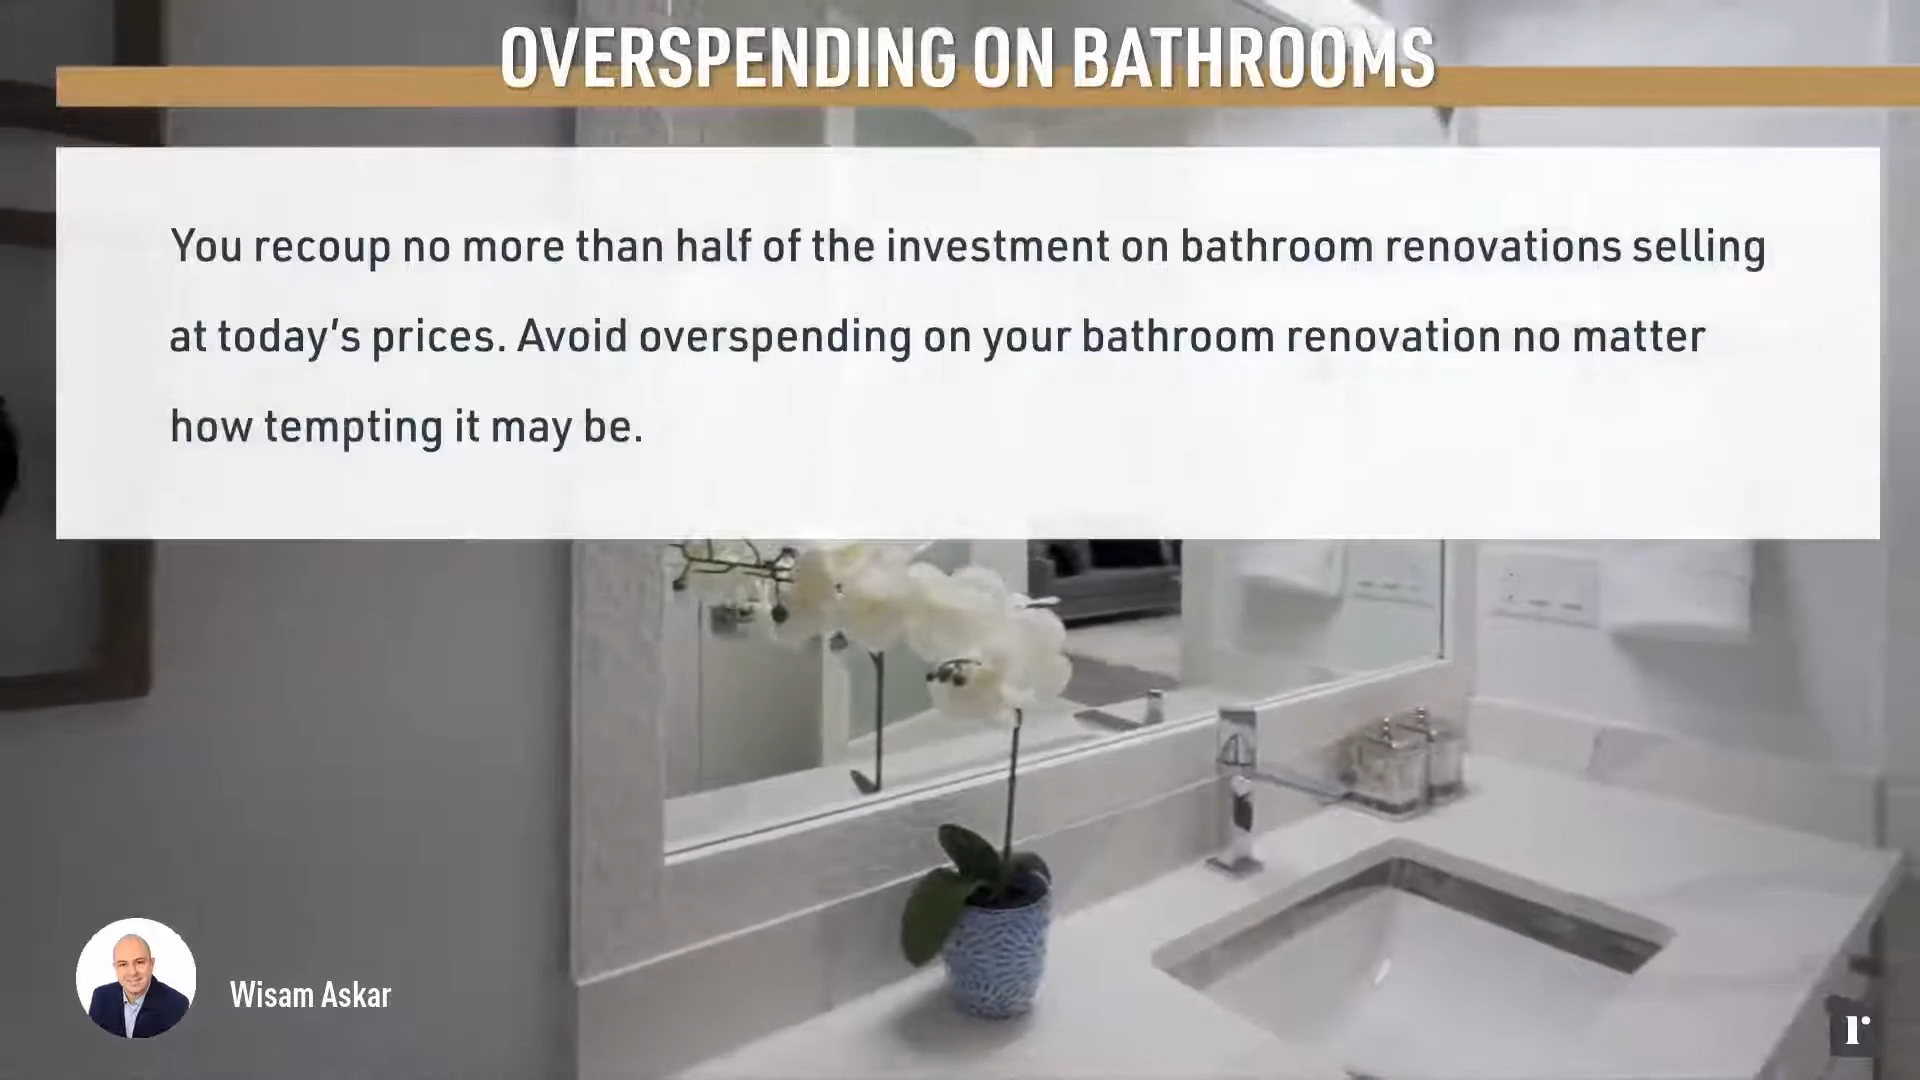 OVERSPENDING ON BATHROOMS
You recoup no more than half of the investment on bathroom renovations selling
at today's prices. Avoid overspending on your bathroom renovation no matter
how tempting it may be.
Wisam Askar
r